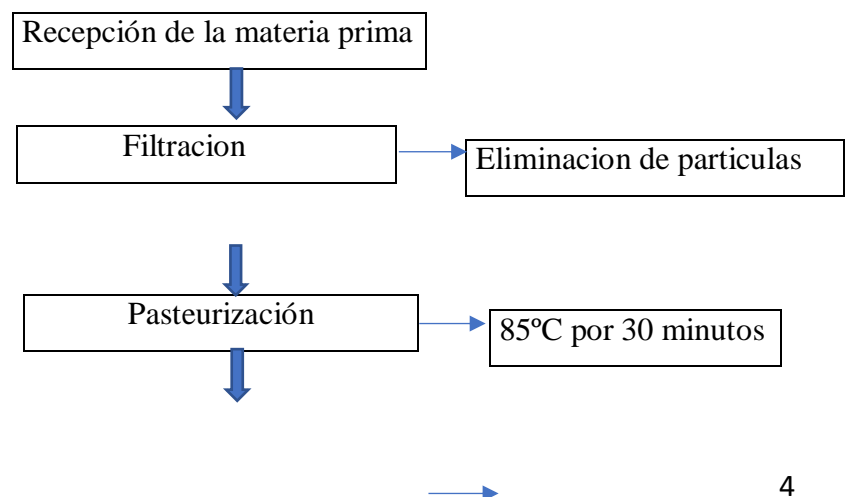 Recepción de la materia prima
Filtracion
Eliminacion de particulas
Pasteurización
85ºC por 30 minutos
4